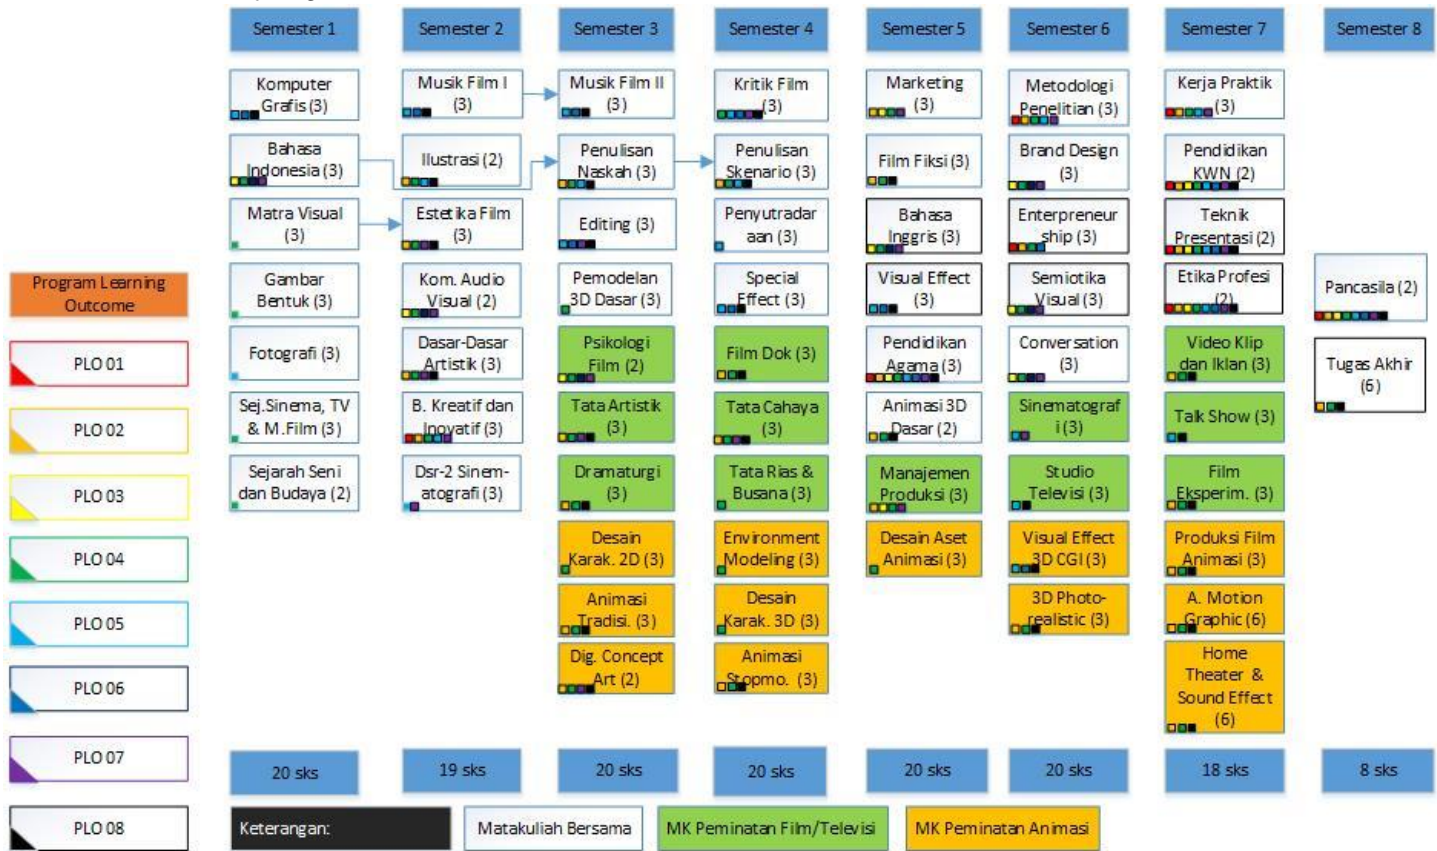 Semester 1
Semester 2
Semester 3
Semester 4
Semester 5
Semester 6
Semester 7
Semester 8
Komputer
Grafis (3)
Musik Film I
(3)
Musik Film II
(3)
Kritik Film
(3)
Marketing
(3)
Metodologi
Penelitian (3)
Kerja Praktik
(3)
Bahasa
Indonesia (3)
Ilustrasi (2)
Penulisan
Naskah (3)
Penulisan
Skenario (3)
Film Fiksi (3)
Brand Design
(3)
Pendidikan
KWN (2)
Matra Visual
(3)
Estetika Film
(3)
Editing (3)
Penyutradar
aan (3)
Bahasa
Inggris (3)
Enterpreneur
ship (3)
Teknik
Presentasi (2)
Program Learning
Outcome
Gambar
Bentuk (3)
Kom. Audio
Visual (2)
Pemodelan
3D Dasar (3)
Special
Effect (3)
Visual Effect
(3)
Semiotika
Visual (3)
Etika Profesi
(2)
Pancasila (2)
PLO 01
Fotografi (3)
Dasar-Dasar
Artistik (3)
Psikologi
Film (2)
Film Dok (3)
Pendidikan
Agama (3)
Conversation
(3)
Video Klip
dan Iklan (3)
Tugas Akhir
(6)
PLO 02
Sej.Sinema, TV
& M.Film (3)
B. Kreatif dan
Inovatif (3)
Tata Artistik
(3)
Tata Cahaya
(3)
Animasi 3D
Dasar (2)
Sinematograf
i (3)
Talk Show (3)
PLO 03
Sejarah Seni
dan Budaya (2)
Dsr-2 Sinem-
atografi (3)
Dramaturgi
(3)
Tata Rias &
Busana (3)
Manajemen
Produksi (3)
Studio
Televisi (3)
Film
Eksperim. (3)
PLO 04
Desain
Karak. 2D (3)
Environment
Modeling (3)
Desain Aset
Animasi (3)
Visual Effect
3D CGI (3)
Produksi Film
Animasi (3)
PLO 05
Animasi
Tradisi. (3)
Desain
Karak. 3D (3)
3D Photo-
realistic (3)
A. Motion
Graphic (6)
PLO 06
Dig. Concept
Art (2)
Animasi
Stopmo. (3)
Home
Theater &
Sound Effect
(6)
PLO 07
20 sks
19 sks
20 sks
20 sks
20 sks
20 sks
18 sks
8 sks
PLO 08
Keterangan:
Matakuliah Bersama
MK Peminatan Film/Televisi
MK Peminatan Animasi